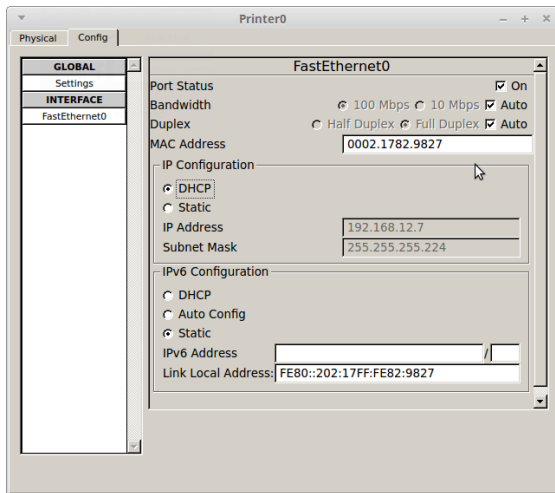 Printer0
Physical Config
GLOBAL
Settings
INTERFACE
FastEthernet0
FastEthernet0
Port Status On
Bandwidth 100 Mbps 10 Mbps Auto
Duplex Half Duplex Full Duplex Auto
MAC Address 0002.1782.9827
IP Configuration
DHCP
Static
IP Address 192.168.12.7
Subnet Mask 255.255.255.224
IPv6 Configuration
DHCP
Auto Config
Static
IPv6 Address /
Link Local Address: FE80::202:17FF:FE82:9827